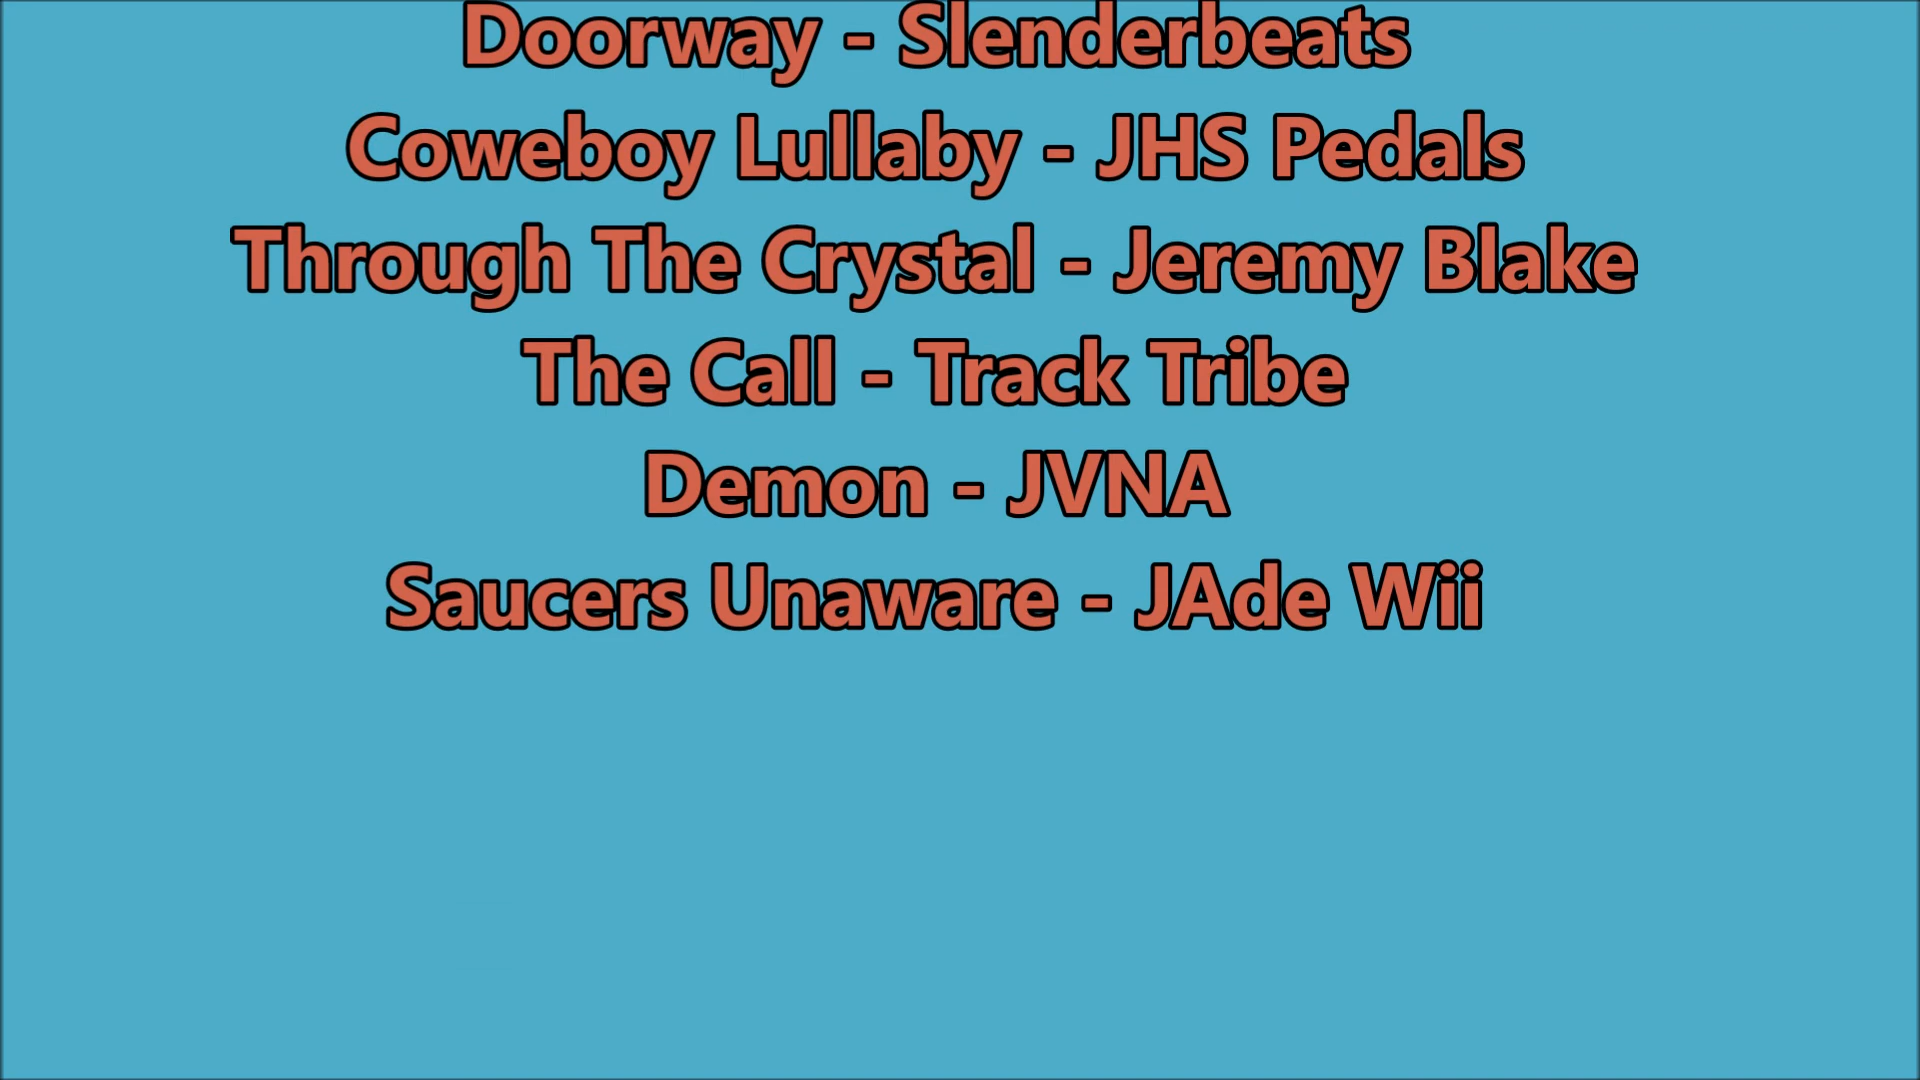 Doorway - Slenderbeats
Coweboy Lullaby - JHS Pedals
Through The Crystal - Jeremy Blake
The Call - Track Tribe
Demon - JVNA
Saucers Unaware - JAde Wii